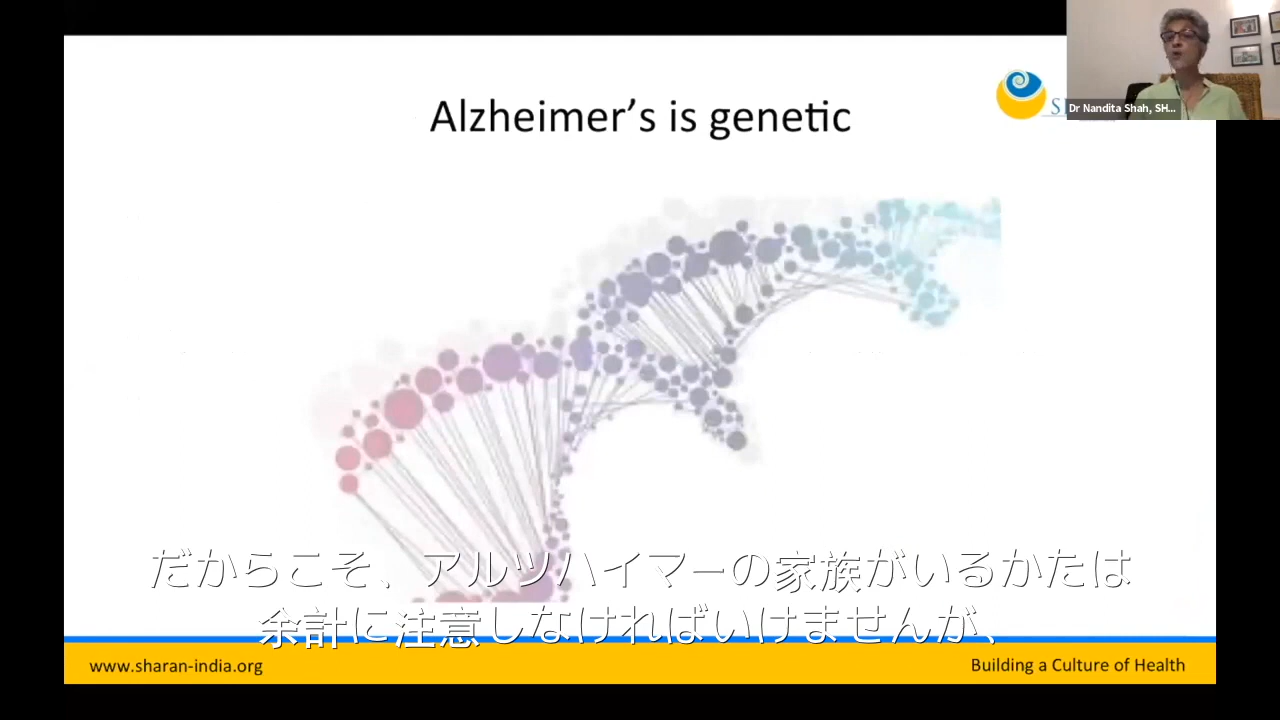 Alzheimer's is genetic
Dr Nandita Shah, SH...
だからこそ、アルツハイマーの家族がいるかたは
余計に注意しなければいけませんが、
www.sharan-india.org
Building a Culture of Health